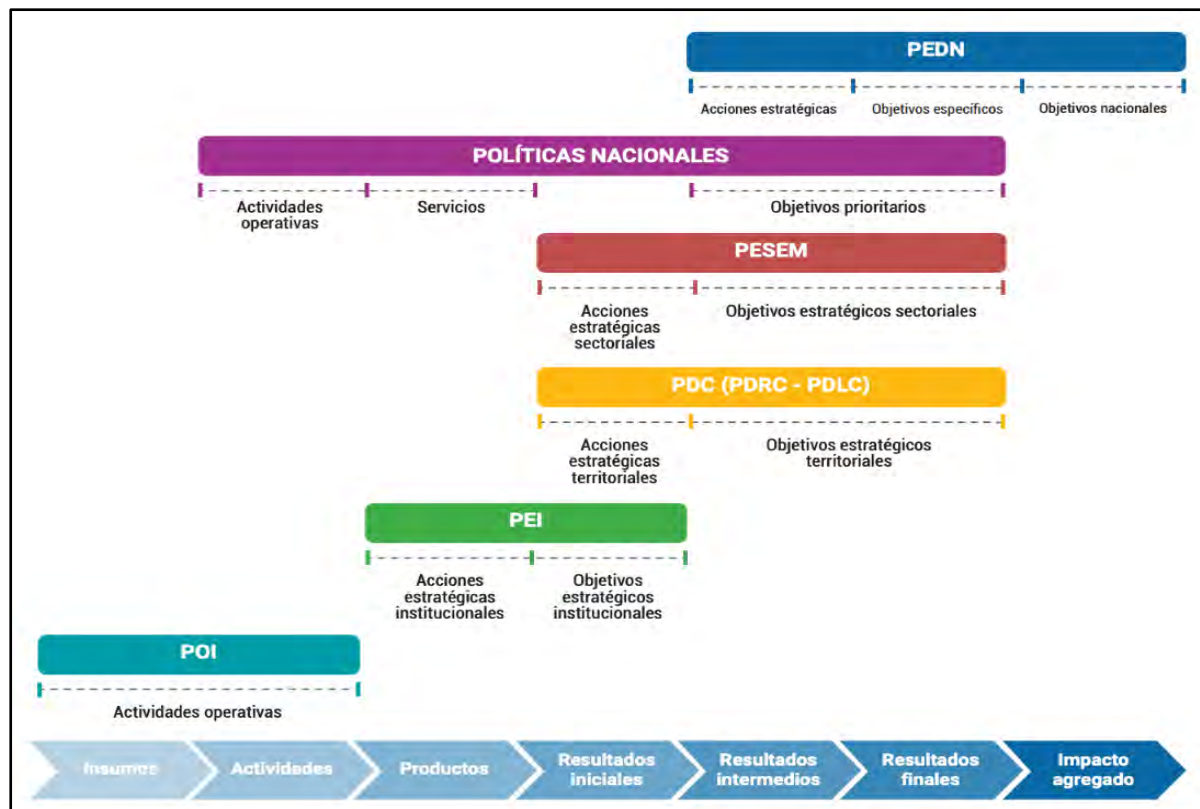 PEDN
Acciones estratégicas
Objetivos específicos
Objetivos nacionales
POLÍTICAS NACIONALES
Actividades
operativas
Servicios
Objetivos prioritarios
PESEM
Acciones
estratégicas
sectoriales
Objetivos estratégicos sectoriales
PDC (PDRC - PDLC)
Acciones
estratégicas
territoriales
Objetivos estratégicos
territoriales
PEI
Acciones
estratégicas
institucionales
Objetivos
estratégicos
institucionales
POI
Actividades operativas
Insumos
Actividades
Productos
Resultados
iniciales
Resultados
intermedios
Resultados
finales
Impacto
agregado